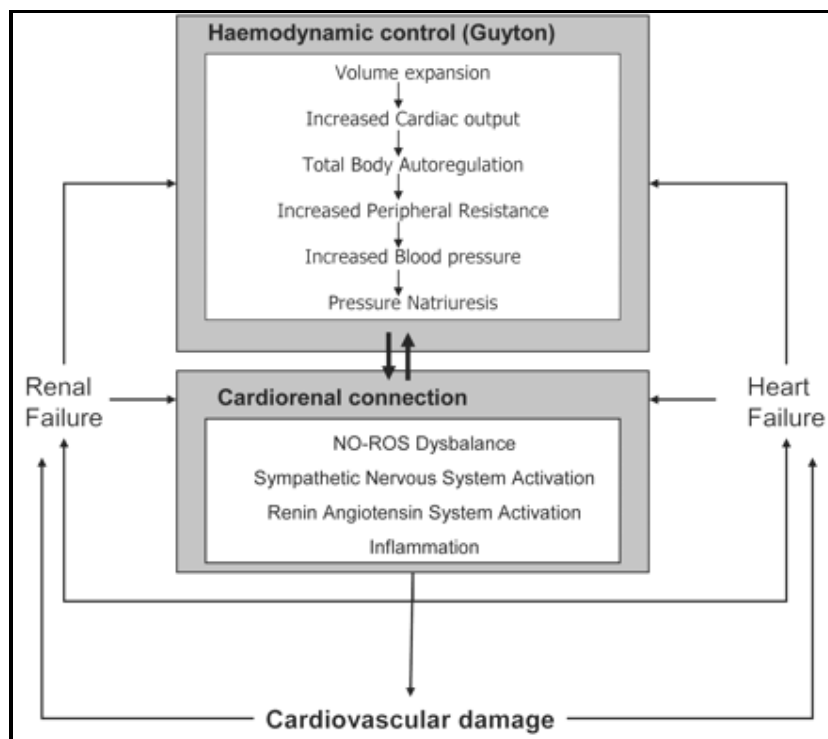 Haemodynamic control (Guyton)
Volume expansion
Increased Cardiac output
Total Body Autoregulation
Increased Peripheral Resistance
Increased Blood pressure
Pressure Natriuresis
Renal
Failure
Heart
Failure
Cardiorenal connection
NO-ROS Dysbalance
Sympathetic Nervous System Activation
Renin Angiotensin System Activation
Inflammation
Cardiovascular damage